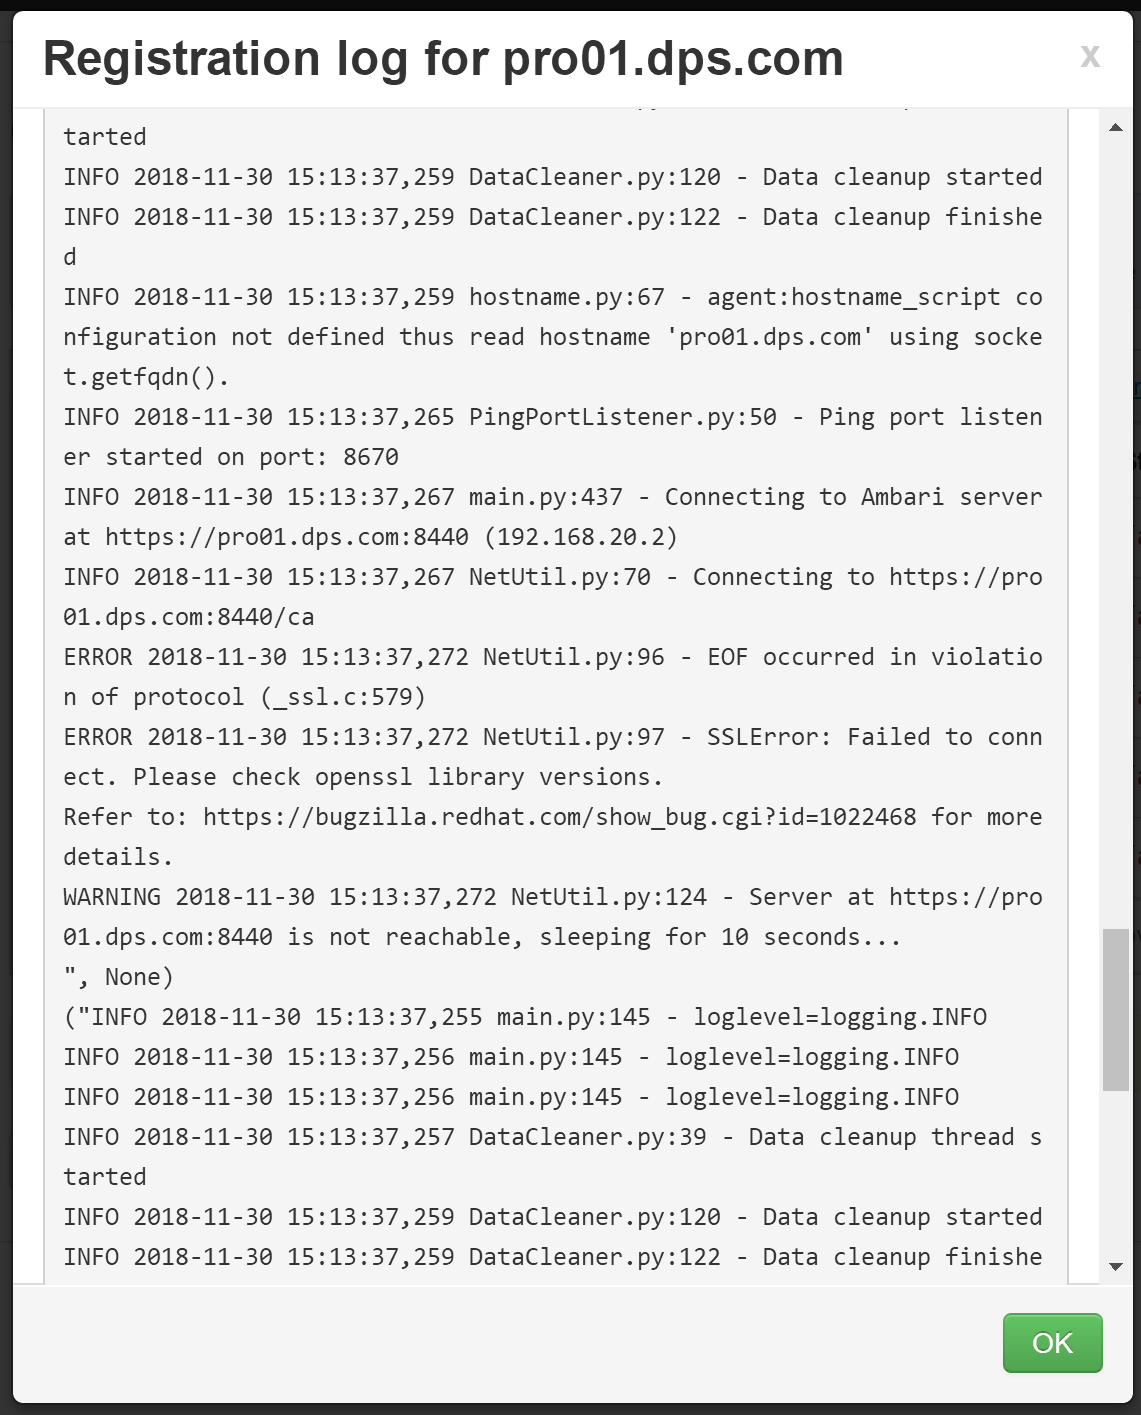 Registration log for pro01.dps.com
x
tarted
INFO 2018-11-30 15:13:37,259 DataCleaner.py:120 - Data cleanup started
INFO 2018-11-30 15:13:37,259 DataCleaner.py:122 - Data cleanup finishe
d
INFO 2018-11-30 15:13:37,259 hostname.py:67 - agent:hostname_script co
nfiguration not defined thus read hostname 'pro01.dps.com' using socke
t.getfqdn().
INFO 2018-11-30 15:13:37,265 PingPortListener.py:50 - Ping port listen
er started on port: 8670
INFO 2018-11-30 15:13:37,267 main.py:437 - Connecting to Ambari server
at https://pro01.dps.com:8440 (192.168.20.2)
INFO 2018-11-30 15:13:37,267 NetUtil.py:70 - Connecting to https://pro
01.dps.com:8440/ca
ERROR 2018-11-30 15:13:37,272 NetUtil.py:96 - EOF occurred in violatio
n of protocol (_ssl.c:579)
ERROR 2018-11-30 15:13:37,272 NetUtil.py:97 - SSLError: Failed to conn
ect. Please check openssl library versions.
Refer to: https://bugzilla.redhat.com/show_bug.cgi?id=1022468 for more
details.
WARNING 2018-11-30 15:13:37,272 NetUtil.py:124 - Server at https://pro
01.dps.com:8440 is not reachable, sleeping for 10 seconds...
", None)
("INFO 2018-11-30 15:13:37,255 main.py:145 - loglevel=logging.INFO
INFO 2018-11-30 15:13:37,256 main.py:145 - loglevel=logging.INFO
INFO 2018-11-30 15:13:37,256 main.py:145 - loglevel=logging.INFO
INFO 2018-11-30 15:13:37,257 DataCleaner.py:39 - Data cleanup thread s
tarted
INFO 2018-11-30 15:13:37,259 DataCleaner.py:120 - Data cleanup started
INFO 2018-11-30 15:13:37,259 DataCleaner.py:122 - Data cleanup finishe
OK